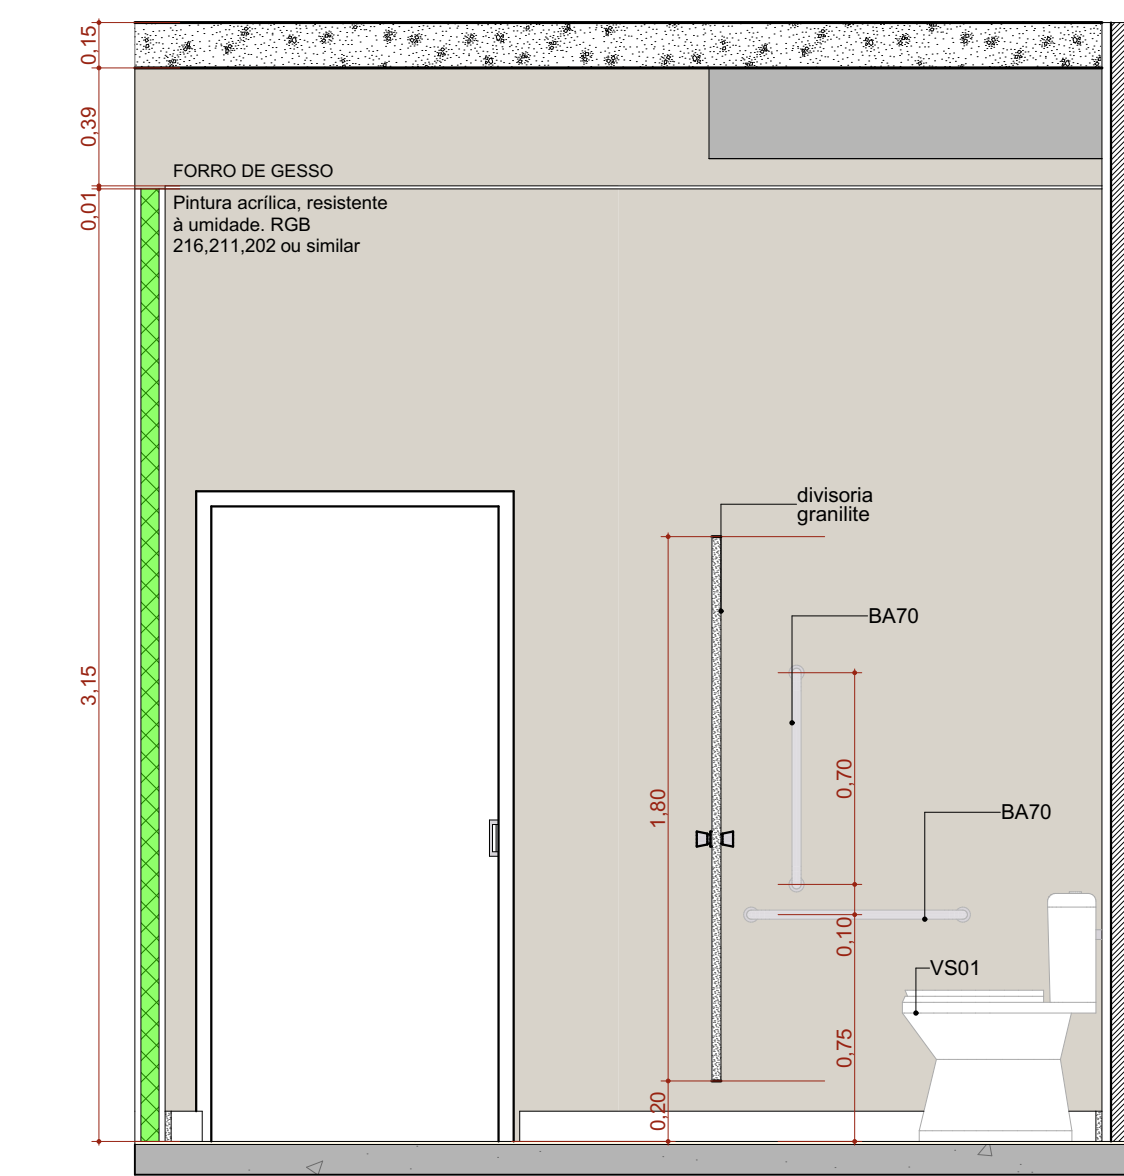 0,15
0,39
FORRO DE GESSO
0,01
Pintura acrílica, resistente
à umidade. RGB
216,211,202 ou similar
divisoria
granilite
BA70
3,15
0,70
1,80
BA70
0,10
VS01
0,75
0,20